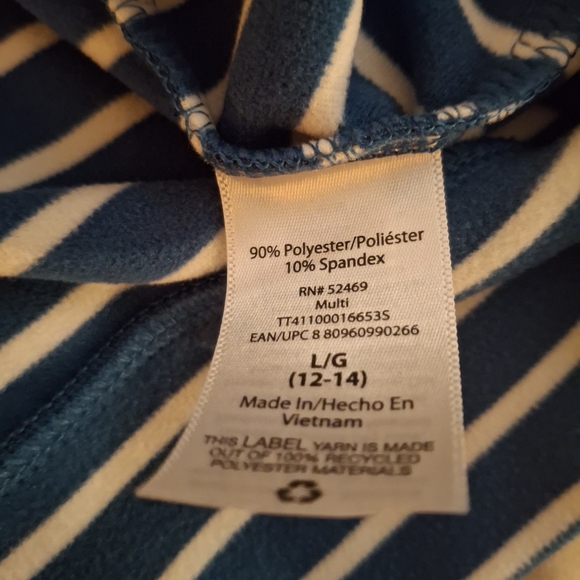 90% Polyester/Poliéster
10% Spandex
RN# 52469
Multi
TT41100016653S
EAN/UPC 8 80960990266
L/G
(12-14)
Made In/Hecho En
Vietnam
THIS LABEL YARN IS MADE
OUT OF 100% RECYCLED
POLYESTER MATERIALS